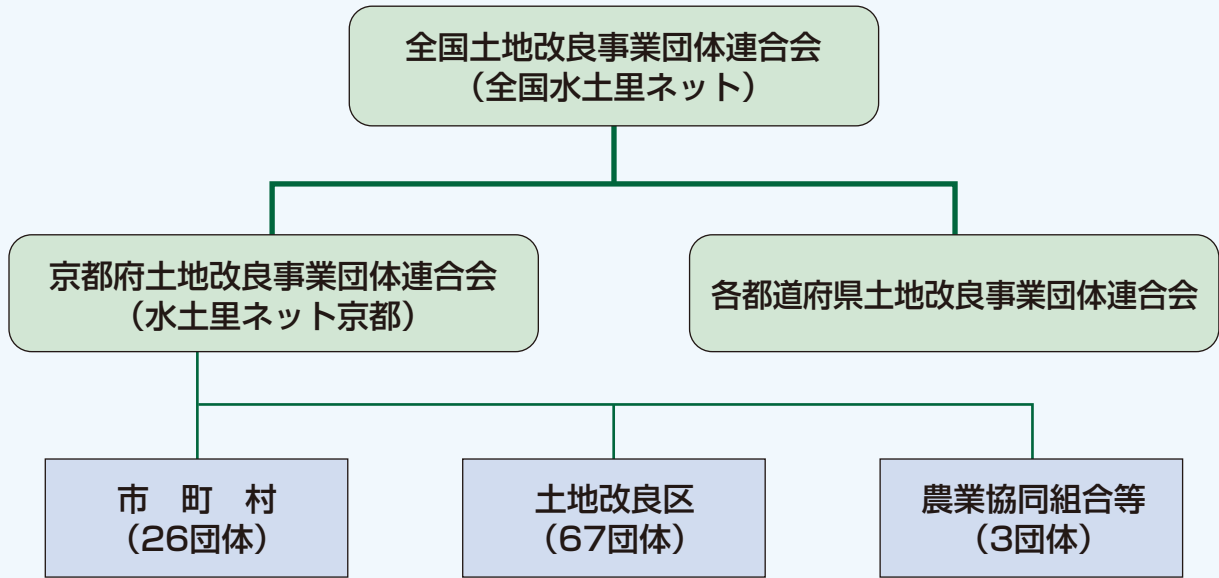 全国土地改良事業団体連合会
（全国水土里ネット）
京都府土地改良事業団体連合会
（水土里ネット京都）
各都道府県土地改良事業団体連合会
市　町　村
（26団体）
土地改良区
（67団体）
農業協同組合等
（3団体）